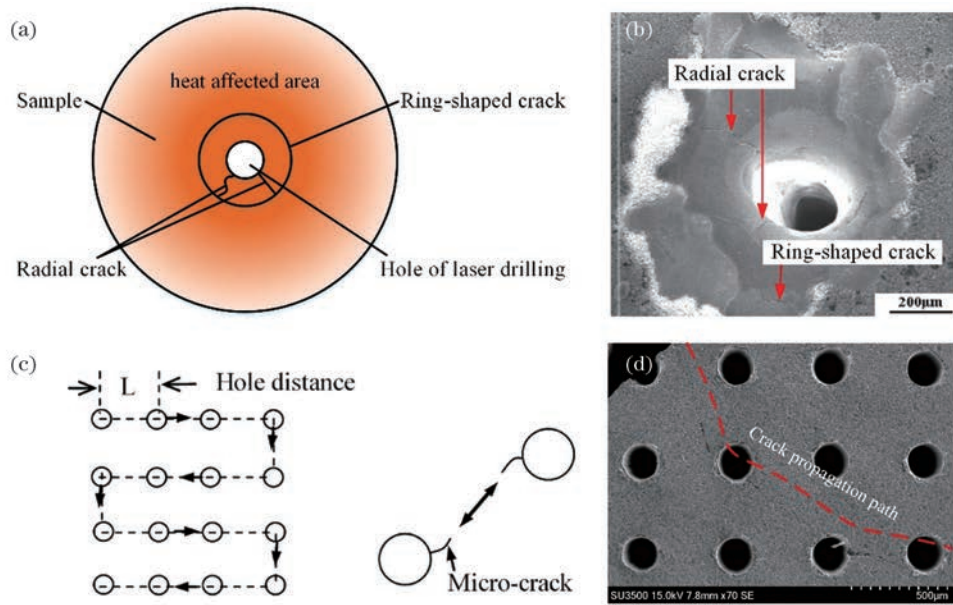 (a)
heat affected area
Sample
Ring-shaped crack
Radial crack
Hole of laser drilling
(b)
Radial crack
Ring-shaped crack
200μm
(c)
L
Hole distance
Micro-crack
(d)
Crack propagation path
SU3500 15.0kV 7.8mm x70 SE
500μm